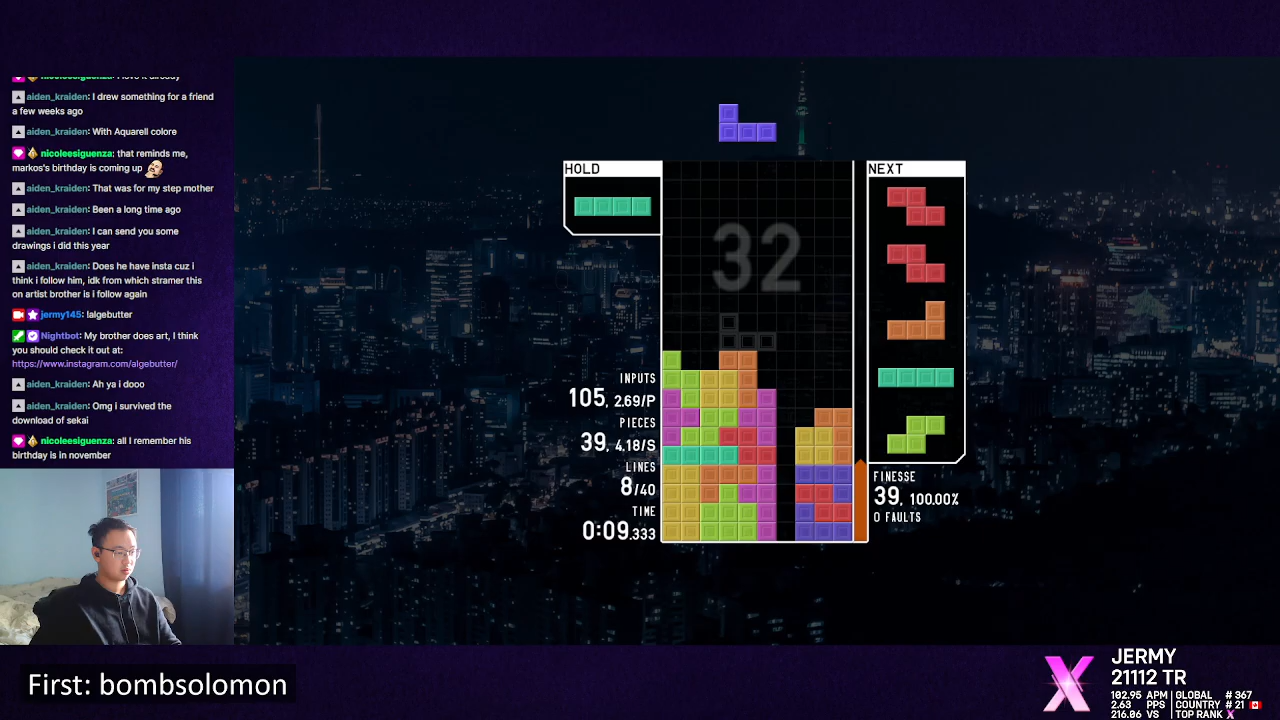 nicoleesiguenza: I love it already
aiden_kraiden: I drew something for a friend
a few weeks ago
aiden_kraiden: With Aquarell colore
nicoleesiguenza: that reminds me,
markos's birthday is coming up
aiden_kraiden: That was for my step mother
aiden_kraiden: Been a long time ago
aiden_kraiden: I can send you some
drawings i did this year
aiden_kraiden: Does he have insta cuz i
think i follow him, idk from which stramer this
on artist brother is i follow again
jermy145: !algebutter
Nightbot: My brother does art, I think
you should check it out at:
https://www.instagram.com/algebutter/
aiden_kraiden: Ah ya i dooo
aiden_kraiden: Omg i survived the
download of sekai
nicoleesiguenza: all I remember his
birthday is in november
HOLD
32
NEXT
INPUTS
105, 2.69/P
PIECES
39, 4.18/S
LINES
8/40
TIME
0:09.333
FINESSE
39, 100.00%
0 FAULTS
First: bombsolomon
X
JERMY
21112 TR
102.95 APM | GLOBAL # 367
2.63 PPS | COUNTRY # 21
216.06 VS | TOP RANK X